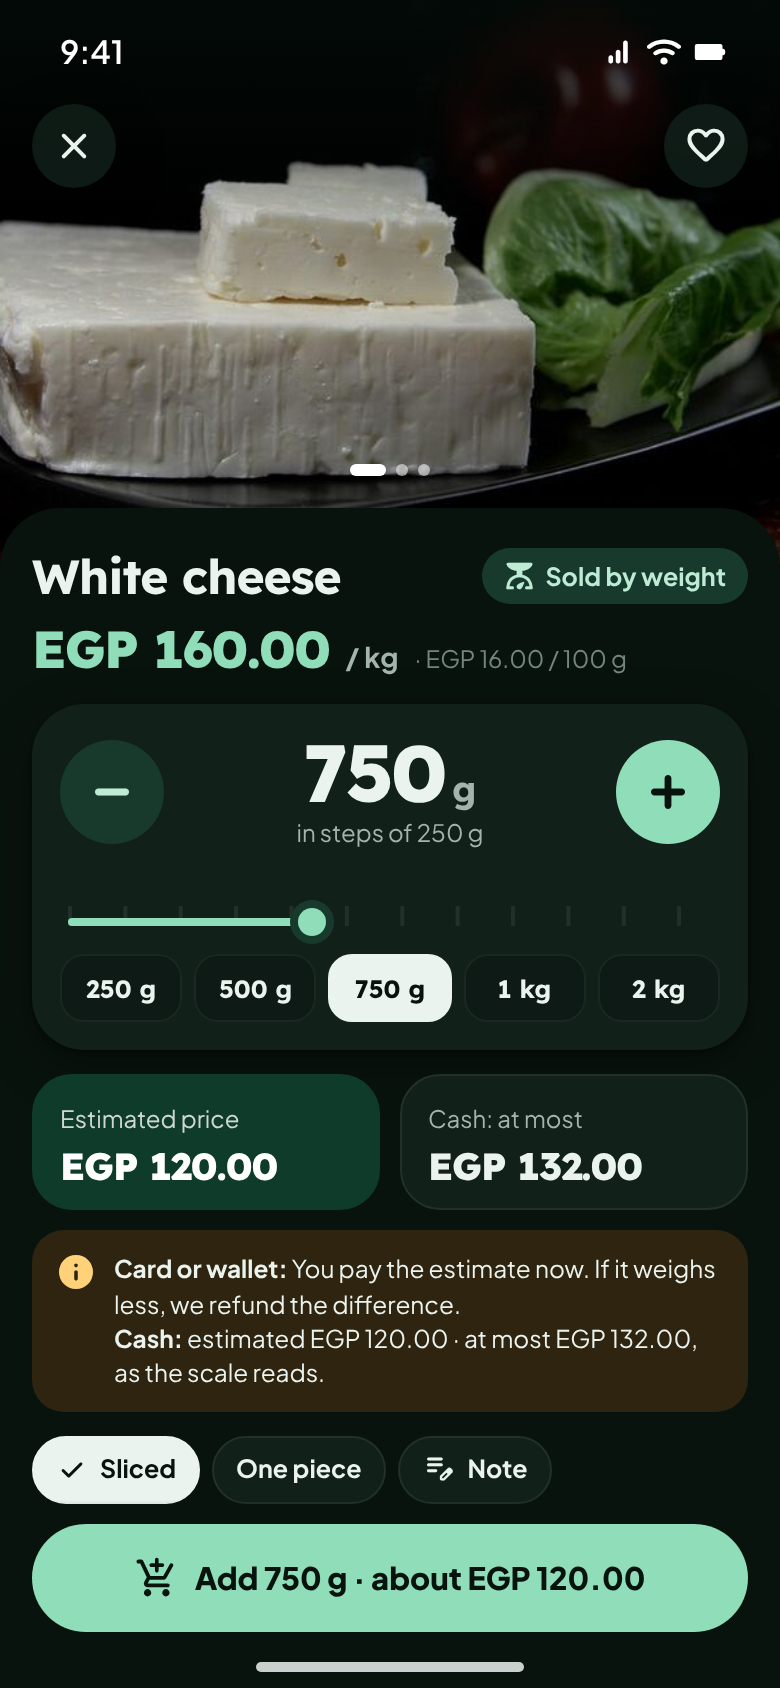 9:41
White cheese
Sold by weight
EGP 160.00 / kg · EGP 16.00 / 100 g
750 g
in steps of 250 g
250 g
500 g
750 g
1 kg
2 kg
Estimated price
EGP 120.00
Cash: at most
EGP 132.00
Card or wallet: You pay the estimate now. If it weighs
less, we refund the difference.
Cash: estimated EGP 120.00 · at most EGP 132.00,
as the scale reads.
Sliced
One piece
Note
Add 750 g · about EGP 120.00